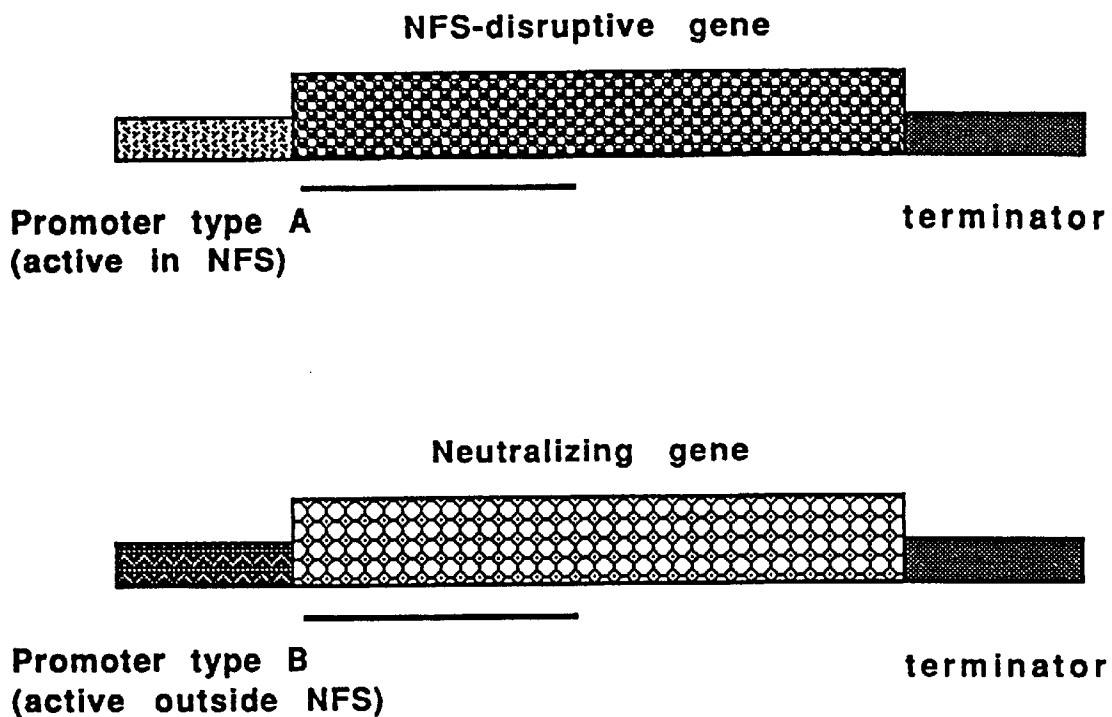 NFS-disruptive gene
Promoter type A
(active in NFS)
terminator
Neutralizing gene
Promoter type B
(active outside NFS)
terminator